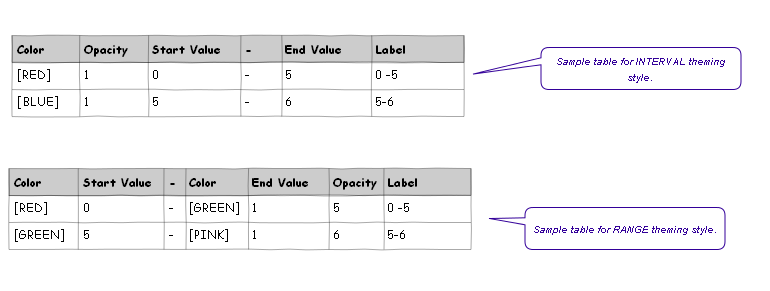 Color Opacity Start Value - End Value Label
[RED] 1 0 - 5 0 -5
[BLUE] 1 5 - 6 5-6
Sample table for INTERVAL theming
style.
Color Start Value - Color End Value Opacity Label
[RED] 0 - [GREEN] 1 5 0 -5
[GREEN] 5 - [PINK] 1 6 5-6
Sample table for RANGE theming style.